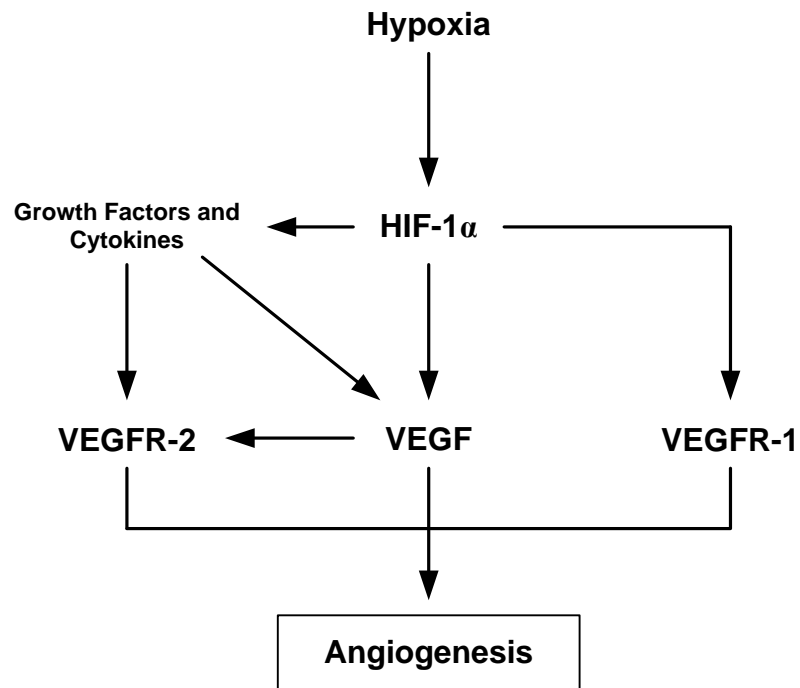 Hypoxia
Growth Factors and
Cytokines
HIF-1α
VEGFR-2
VEGF
VEGFR-1
Angiogenesis